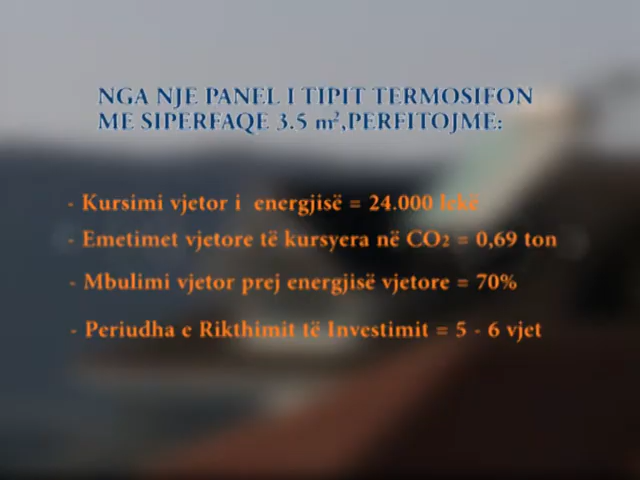 NGA NJE PANEL I TIPIT TERMOSIFON
ME SIPERFAQE 3.5 m²,PERFITOJME:
- Kursimi vjetor i energjisë = 24.000 lekë
- Emetimet vjetore të kursyera në CO2 = 0,69 ton
- Mbulimi vjetor prej energjisë vjetore = 70%
- Periudha e Rikthimit të Investimit = 5 - 6 vjet